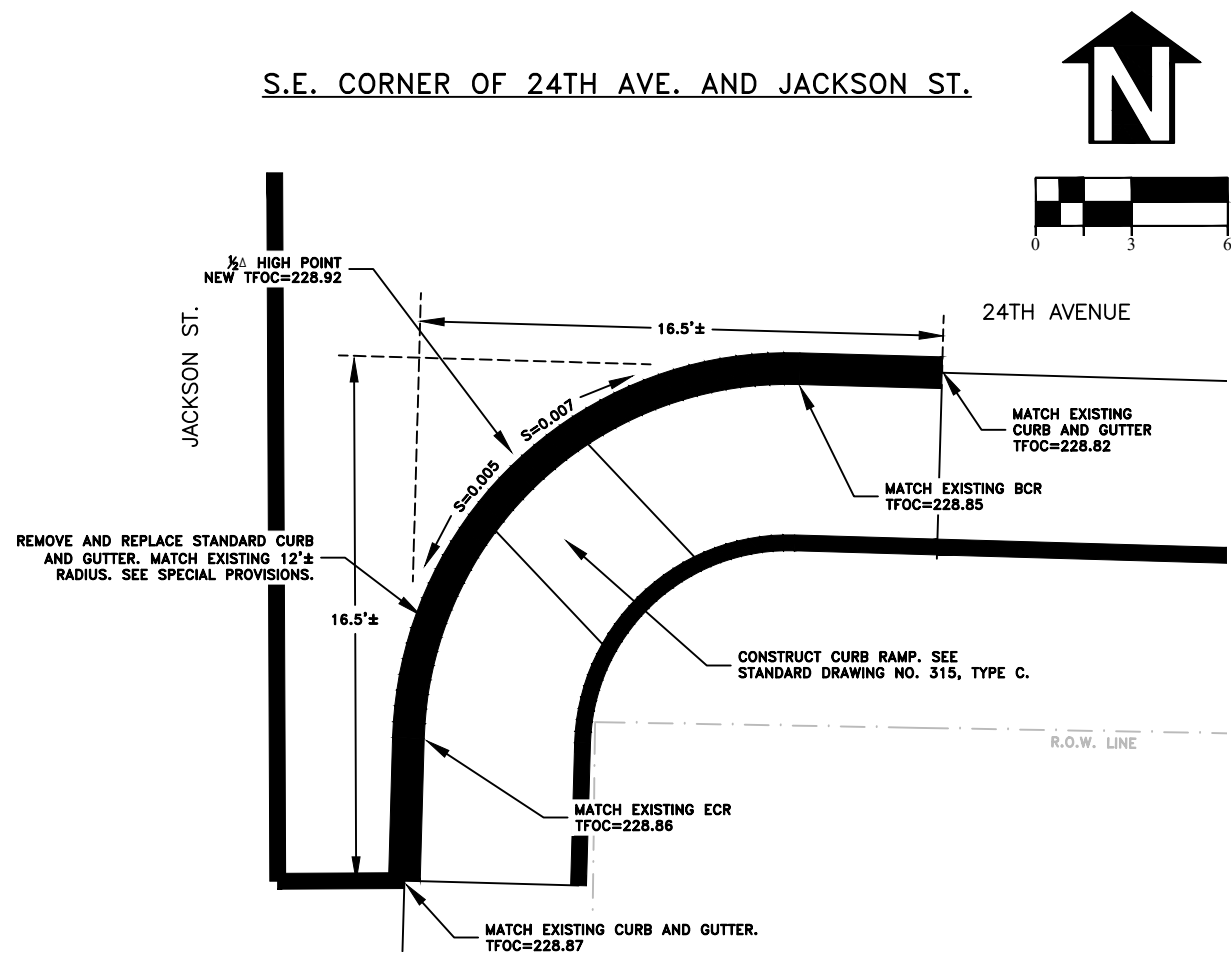 S.E. CORNER OF 24TH AVE. AND JACKSON ST.
N
0 3 6
½Δ HIGH POINT
NEW TFOC=228.92
JACKSON ST.
24TH AVENUE
16.5'±
S=0.007
S=0.005
MATCH EXISTING
CURB AND GUTTER
TFOC=228.82
MATCH EXISTING BCR
TFOC=228.85
REMOVE AND REPLACE STANDARD CURB
AND GUTTER. MATCH EXISTING 12'±
RADIUS. SEE SPECIAL PROVISIONS.
16.5'±
CONSTRUCT CURB RAMP. SEE
STANDARD DRAWING NO. 315, TYPE C.
R.O.W. LINE
MATCH EXISTING ECR
TFOC=228.86
MATCH EXISTING CURB AND GUTTER.
TFOC=228.87